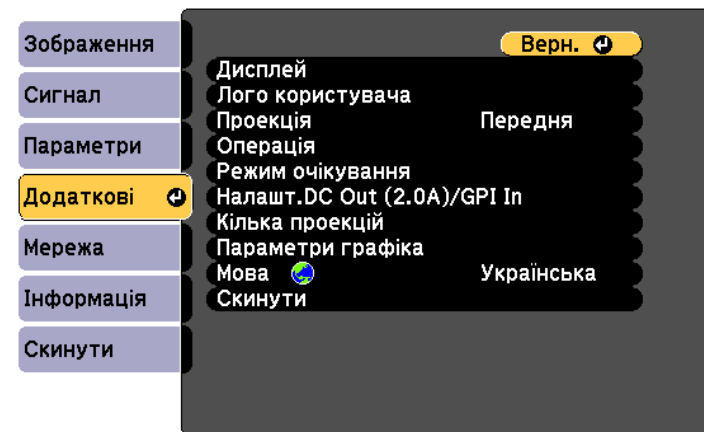 Зображення
Сигнал
Параметри
Додаткові
Мережа
Інформація
Скинути
Верн.
Дисплей
Лого користувача
Проекція Передня
Операція
Режим очікування
Налашт.DC Out (2.0A)/GPI In
Кілька проекцій
Параметри графіка
Мова Українська
Скинути